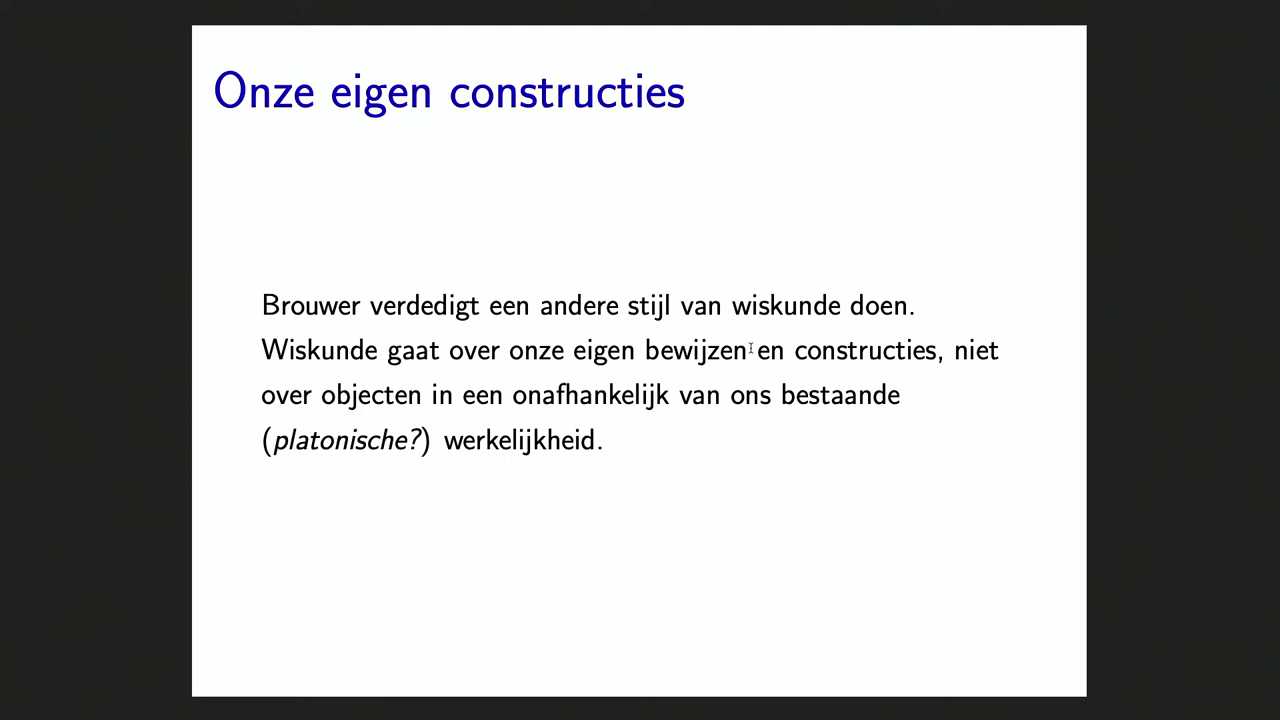 Onze eigen constructies
Brouwer verdedigt een andere stijl van wiskunde doen.
Wiskunde gaat over onze eigen bewijzen en constructies, niet
over objecten in een onafhankelijk van ons bestaande
(platonische?) werkelijkheid.